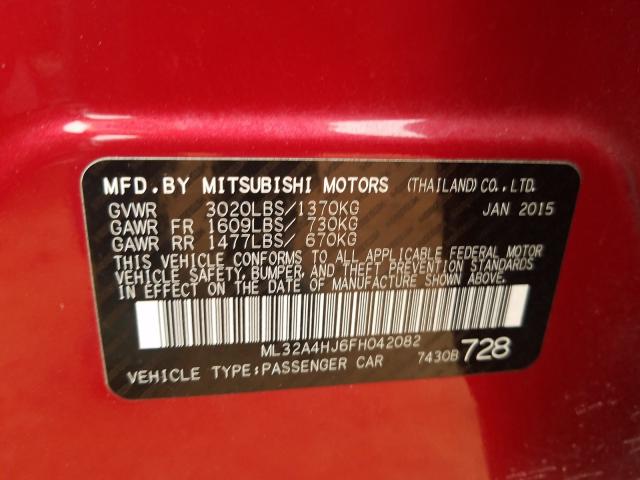 MFD.BY MITSUBISHI MOTORS (THAILAND)CO.,LTD.
GVWR 3020LBS/1370KG JAN 2015
GAWR FR 1609LBS/ 730KG
GAWR RR 1477LBS/ 670KG
THIS VEHICLE CONFORMS TO ALL APPLICABLE FEDERAL MOTOR
VEHICLE SAFETY, BUMPER, AND THEFT PREVENTION STANDARDS
IN EFFECT ON THE DATE OF MANUFACTURE SHOWN ABOVE.
ML32A4HJ6FH042082
VEHICLE TYPE:PASSENGER CAR 7430B 728